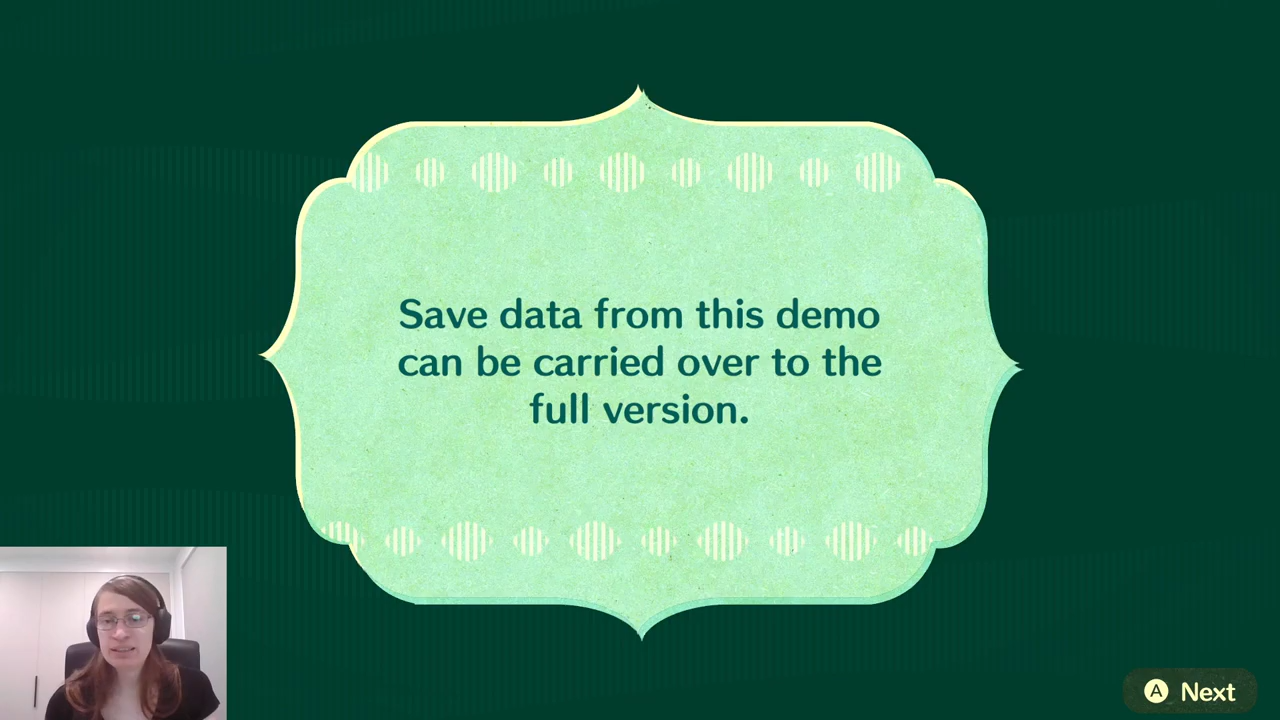 Save data from this demo
can be carried over to the
full version.
A Next